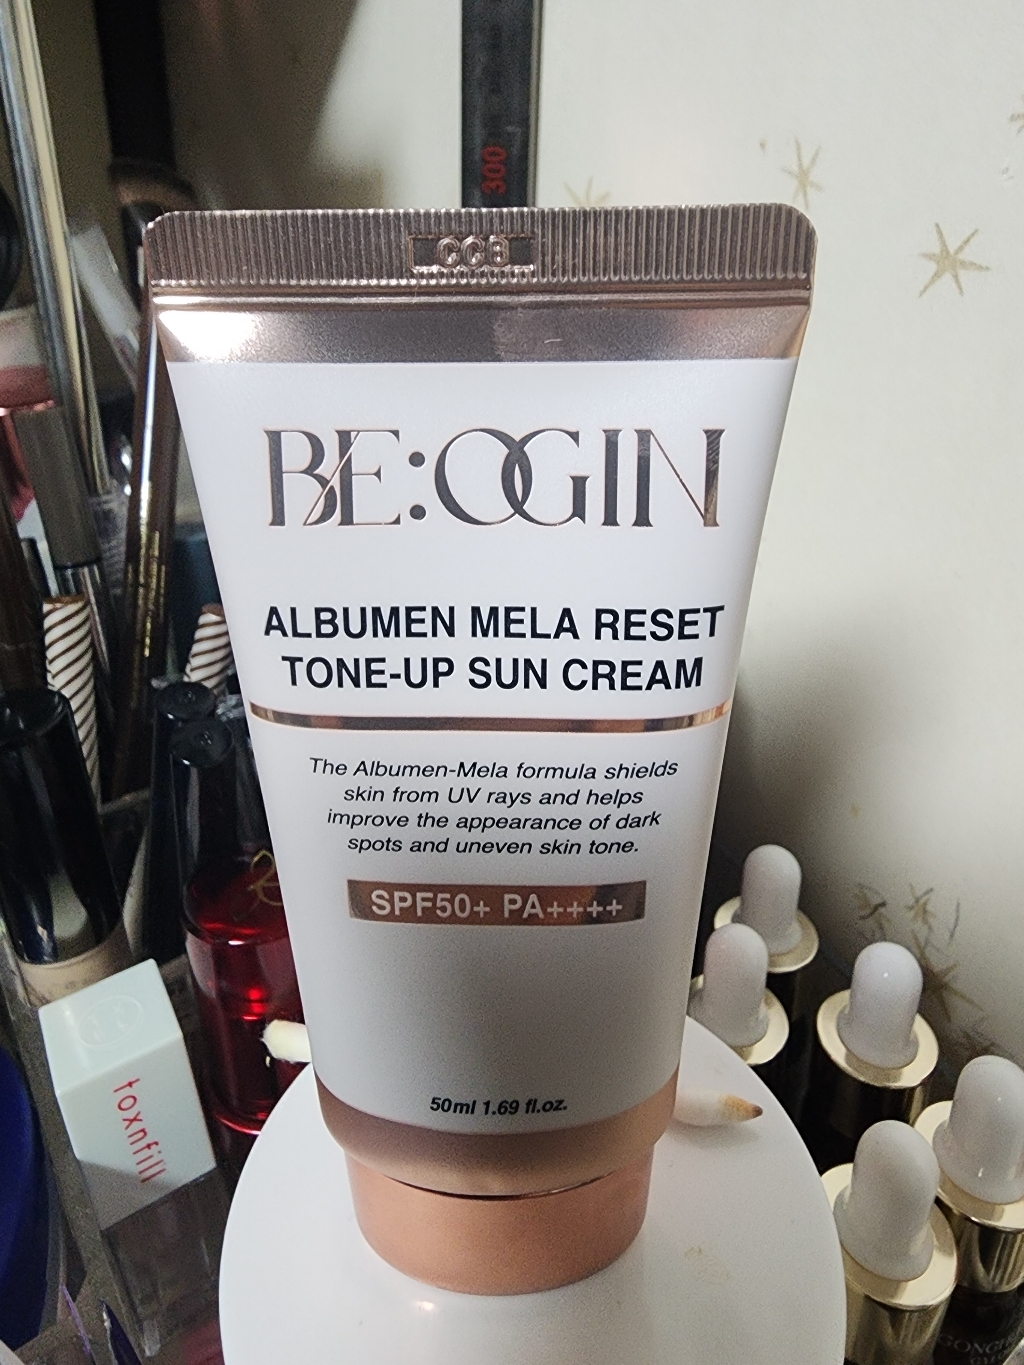 300
CCB
BE:OGIN
ALBUMEN MELA RESET
TONE-UP SUN CREAM
The Albumen-Mela formula shields
skin from UV rays and helps
improve the appearance of dark
spots and uneven skin tone.
SPF50+ PA++++
50ml 1.69 fl.oz.
toxnfill